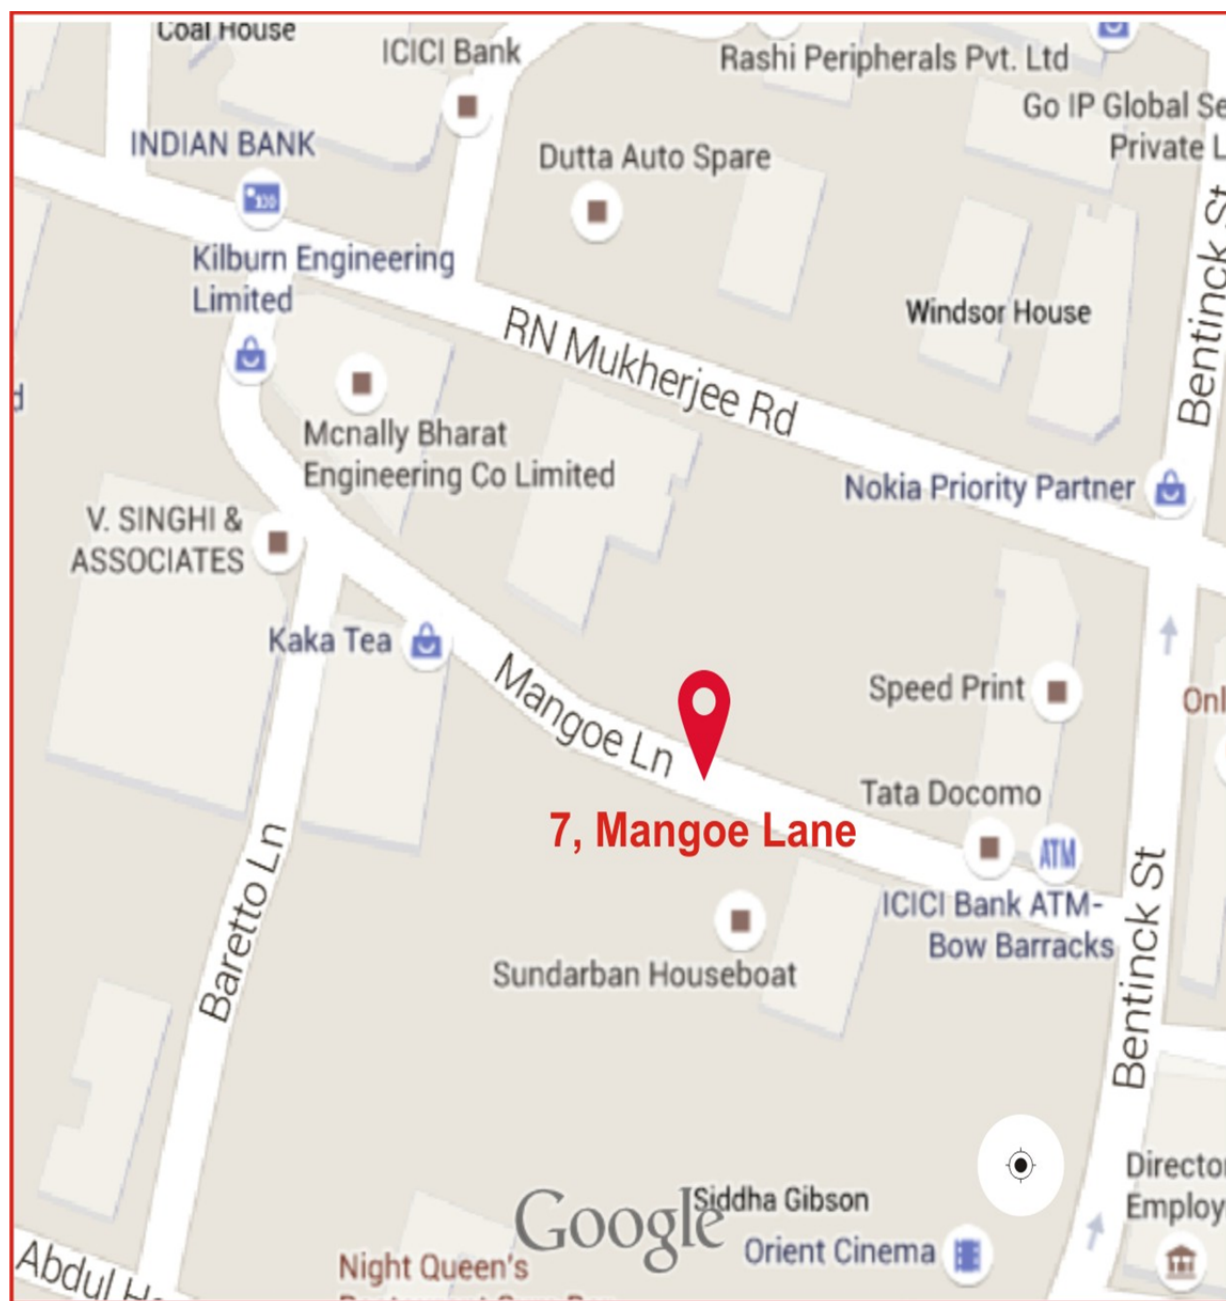 Coal House
ICICI Bank
Rashi Peripherals Pvt. Ltd
Go IP Global Se
Private L
INDIAN BANK
100
Dutta Auto Spare
Kilburn Engineering
Limited
Bentinck St
Windsor House
RN Mukherjee Rd
d
Mcnally Bharat
Engineering Co Limited
Nokia Priority Partner
V. SINGHI &
ASSOCIATES
Kaka Tea
Mangoe Ln
Speed Print
Onl
Tata Docomo
7, Mangoe Lane
ATM
Baretto Ln
ICICI Bank ATM-
Bow Barracks
Bentinck St
Sundarban Houseboat
Director
Employ
Siddha Gibson
Google
Orient Cinema
Night Queen's
Abdul H